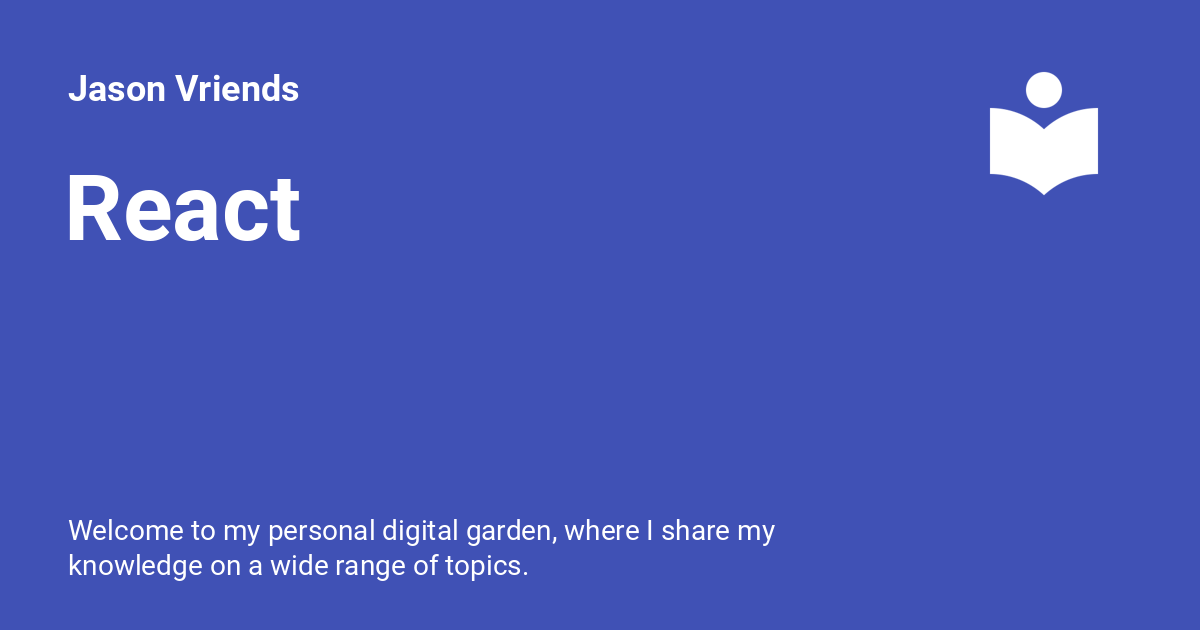 Jason Vriends
React
Welcome to my personal digital garden, where I share my
knowledge on a wide range of topics.